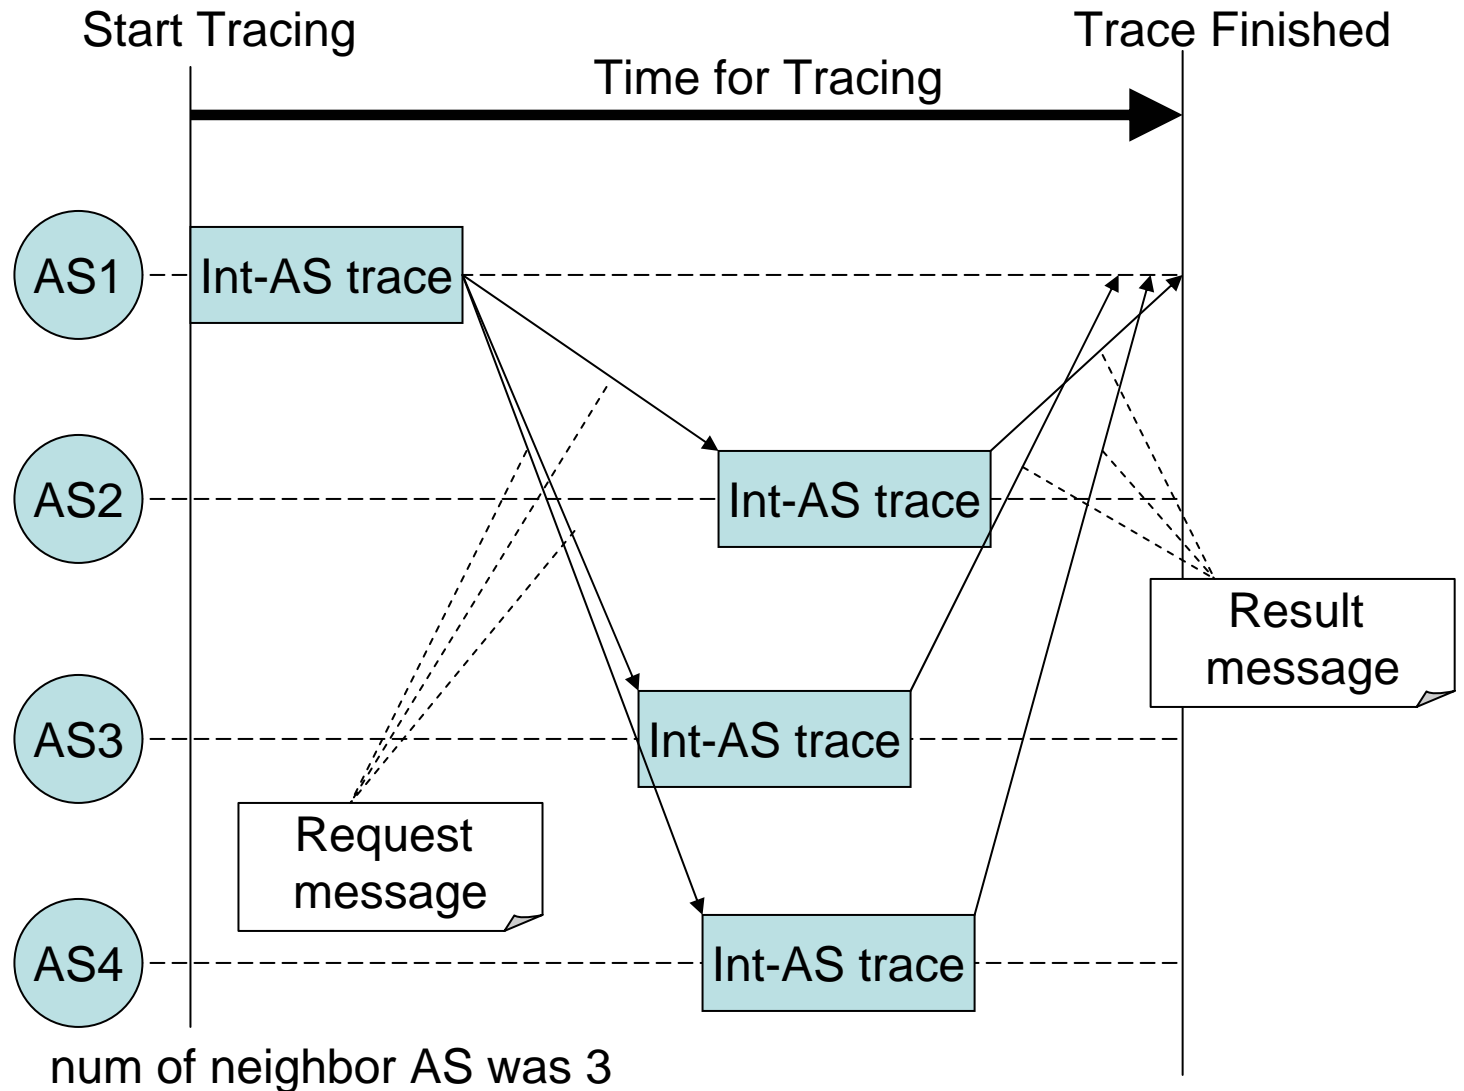 Start Tracing
Trace Finished
Time for Tracing
AS1
Int-AS trace
AS2
Int-AS trace
Result
message
AS3
Int-AS trace
Request
message
AS4
Int-AS trace
num of neighbor AS was 3